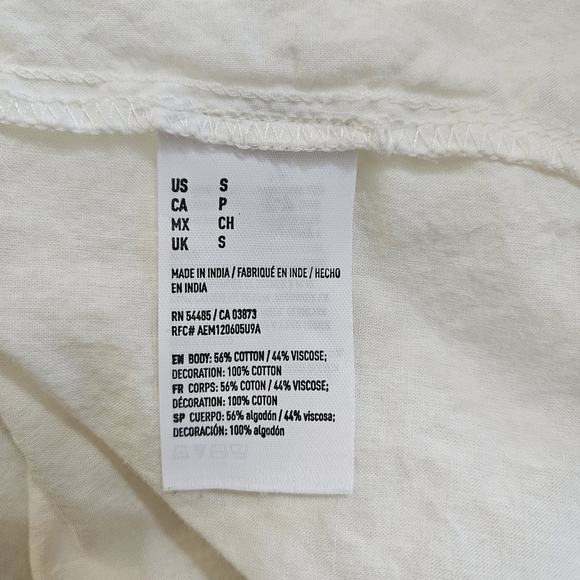 US S
CA P
MX CH
UK S
MADE IN INDIA / FABRIQUÉ EN INDE / HECHO
EN INDIA
RN 54485 / CA 03873
RFC# AEM120605U9A
EN BODY: 56% COTTON / 44% VISCOSE;
DECORATION: 100% COTTON
FR CORPS: 56% COTON / 44% VISCOSE;
DÉCORATION: 100% COTON
SP CUERPO: 56% algodón / 44% viscosa;
DECORACIÓN: 100% algodón